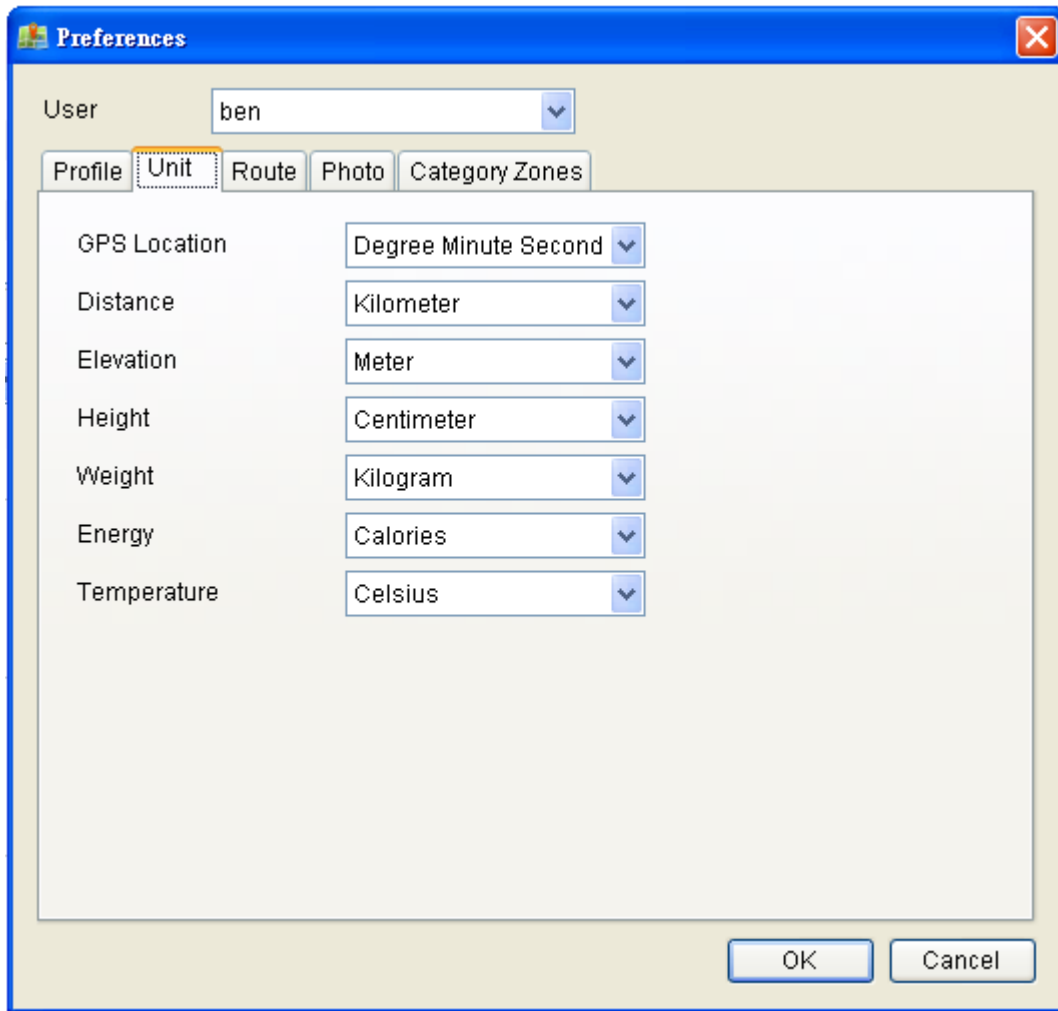 Preferences
User ben
Profile Unit Route Photo Category Zones
GPS Location Degree Minute Second
Distance Kilometer
Elevation Meter
Height Centimeter
Weight Kilogram
Energy Calories
Temperature Celsius
OK Cancel